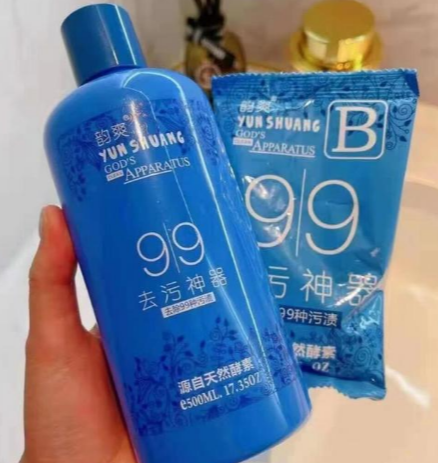 韵爽
YUN SHUANG
GOD'S
APPARATUS
99
去污神器
去除99种污渍
源自天然酵素
e500ML. 17.35OZ
韵爽
YUN SHUANG
GOD'S
APPARATUS
B
99
污神器
99种污渍
然酵素
OZ